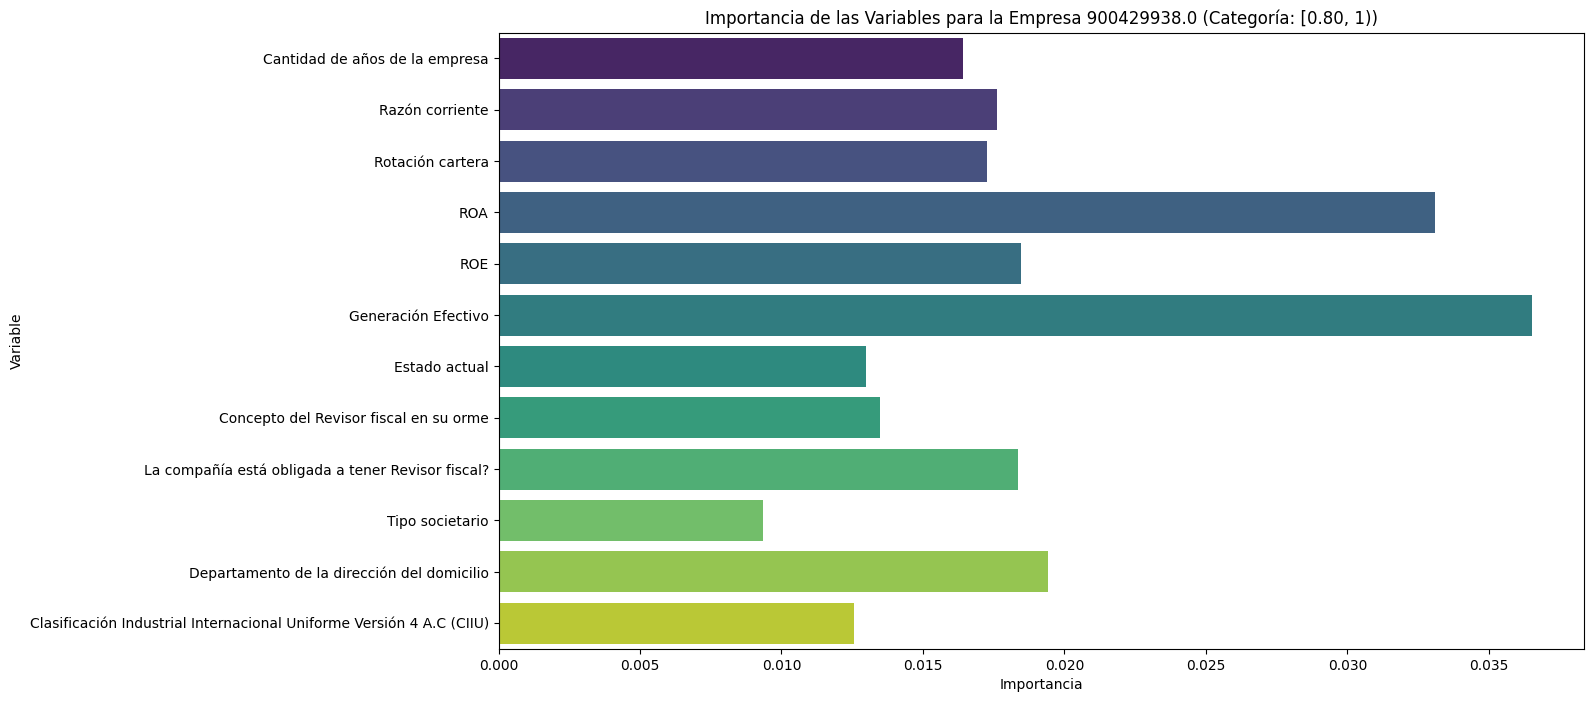 Importancia de las Variables para la Empresa 900429938.0 (Categoría: [0.80, 1))
Variable
Cantidad de años de la empresa
Razón corriente
Rotación cartera
ROA
ROE
Generación Efectivo
Estado actual
Concepto del Revisor fiscal en su orme
La compañía está obligada a tener Revisor fiscal?
Tipo societario
Departamento de la dirección del domicilio
Clasificación Industrial Internacional Uniforme Versión 4 A.C (CIIU)
0.000 0.005 0.010 0.015 0.020 0.025 0.030 0.035
Importancia